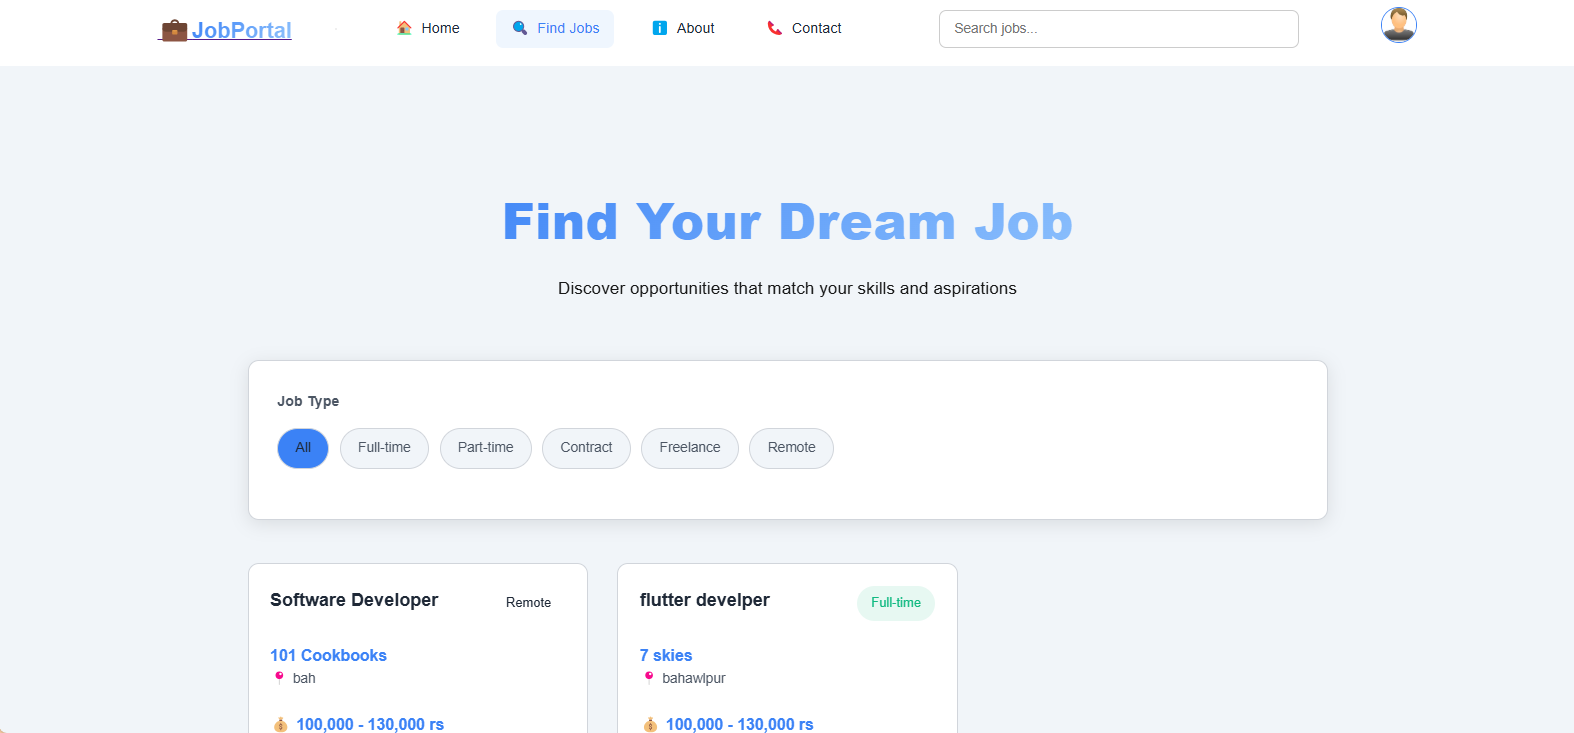 JobPortal
Home
Find Jobs
About
Contact
Search jobs...
Find Your Dream Job
Discover opportunities that match your skills and aspirations
Job Type
All
Full-time
Part-time
Contract
Freelance
Remote
Software Developer
Remote
101 Cookbooks
bah
100,000 - 130,000 rs
flutter develper
Full-time
7 skies
bahawlpur
100,000 - 130,000 rs